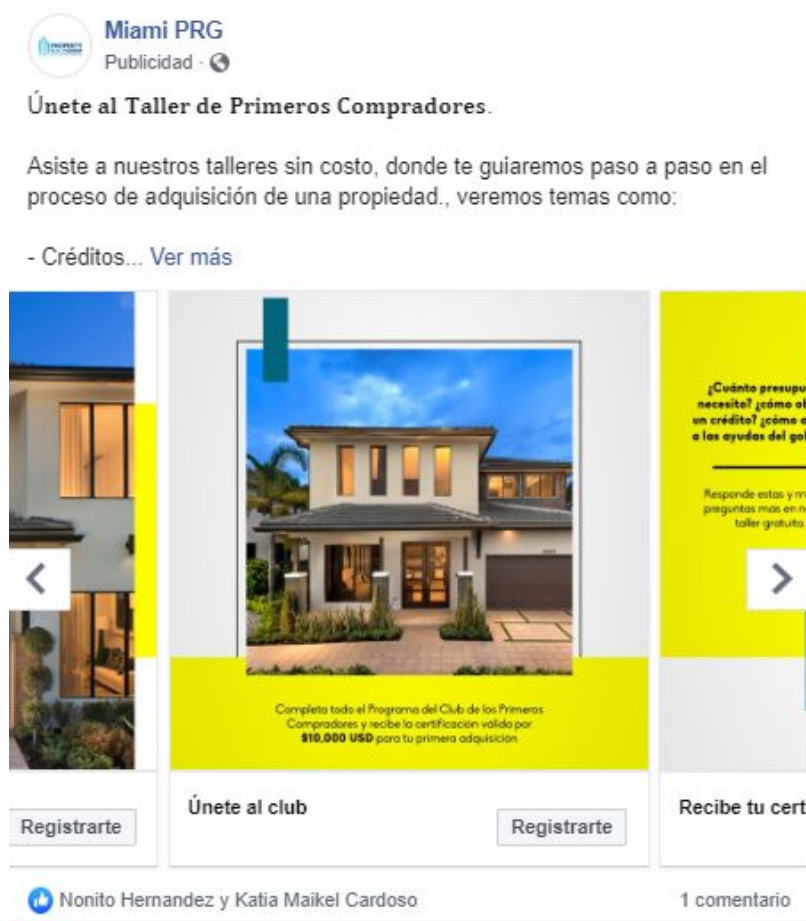 Miami PRG
Publicidad
Únete al Taller de Primeros Compradores.
Asiste a nuestros talleres sin costo, donde te guiaremos paso a paso en el
proceso de adquisición de una propiedad., veremos temas como:
- Créditos... Ver más
Completa todo el Programa del Club de los Primeros
Compradores y recibe la certificación válida por
$10,000 USD para tu primera adquisición
¿Cuánto
necesito? ¿cómo
un crédito? ¿cómo
a las ayudas del
Responde estas y
preguntas más en
taller gratuito.
Registrarte
Únete al club
Registrarte
Recibe tu
Nonito Hernandez y Katia Maikel Cardoso
1 comentario